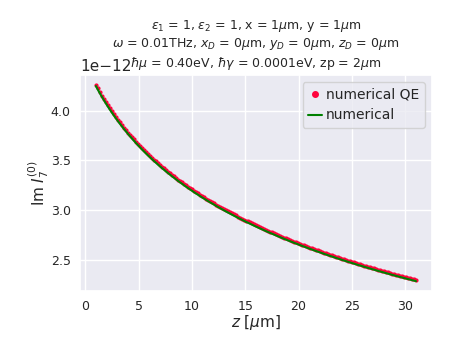 ε₁ = 1, ε₂ = 1, x = 1μm, y = 1μm
ω = 0.01THz, x_D = 0μm, y_D = 0μm, z_D = 0μm
ℏμ = 0.40eV, ℏγ = 0.0001eV, zp = 2μm
1e−12
numerical QE
numerical
4.0
3.5
3.0
2.5
Im I₇⁽⁰⁾
0 5 10 15 20 25 30
z [μm]